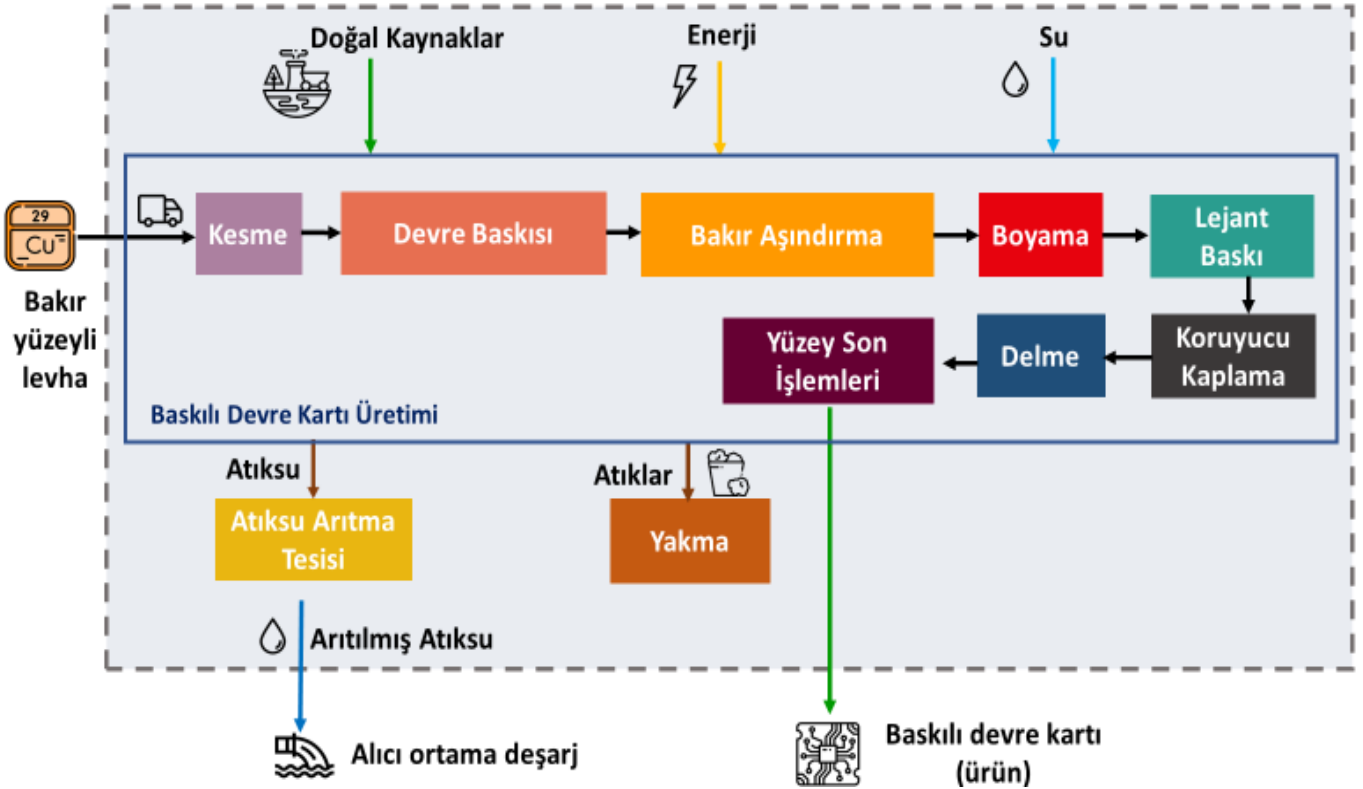 Doğal Kaynaklar
Enerji
Su
29
_Cu=
Bakır
yüzeyli
levha
Kesme
Devre Baskısı
Bakır Aşındırma
Boyama
Lejant
Baskı
Yüzey Son
İşlemleri
Delme
Koruyucu
Kaplama
Baskılı Devre Kartı Üretimi
Atıksu
Atıklar
Atıksu Arıtma
Tesisi
Yakma
Arıtılmış Atıksu
Alıcı ortama deşarj
Baskılı devre kartı
(ürün)